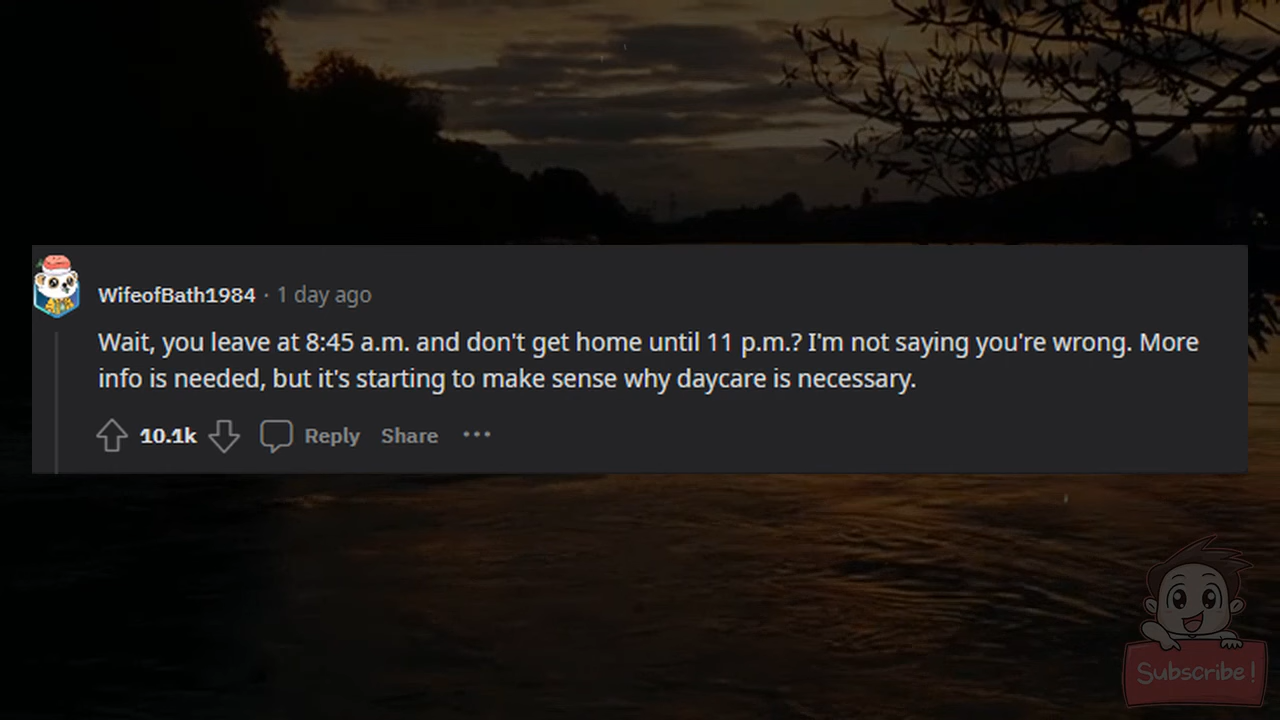 WifeofBath1984 · 1 day ago
Wait, you leave at 8:45 a.m. and don't get home until 11 p.m.? I'm not saying you're wrong. More
info is needed, but it's starting to make sense why daycare is necessary.
10.1k Reply Share ...
Subscribe!